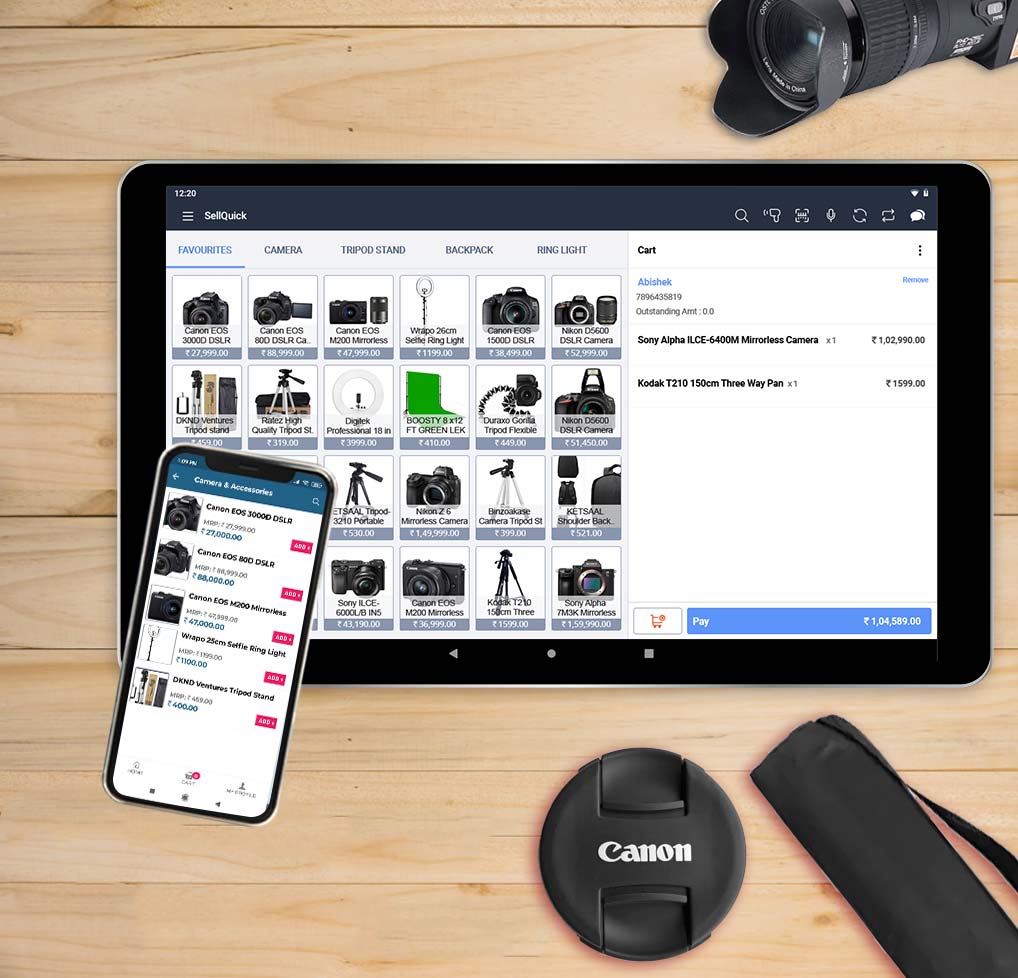 Lens Made in China
12:20
SellQuick
FAVOURITES
CAMERA
TRIPOD STAND
BACKPACK
RING LIGHT
Canon EOS
3000D DSLR
₹ 27,999.00
Canon EOS
80D DSLR Ca..
₹ 88,999.00
Canon EOS
M200 Mirrorless
₹ 47,999.00
Wrapo 26cm
Selfie Ring Light
₹ 1199.00
Canon EOS
1500D DSLR
₹ 38,499.00
Nikon D5600
DSLR Camera
₹ 52,999.00
DKND Ventures
Tripod stand
₹ 459.00
Ratez High
Quality Tripod St.
₹ 319.00
Digitek
Professional 18 in
₹ 3999.00
BOOSTY 8 x12
FT GREEN LEK
₹ 410.00
Duraxo Gorilla
Tripod Flexible
₹ 449.00
Nikon D5600
DSLR Camera
₹ 51,450.00
ETSAAL Tripod-
3210 Portable
₹ 530.00
Nikon Z 6
Mirrorless Camera
₹ 1,49,999.00
Binzoakase
Camera Tripod St
₹ 399.00
KETSAAL
Shoulder Back..
₹ 521.00
Sony ILCE-
6000L/B IN5
₹ 43,190.00
Canon EOS
M200 Mirrorless
₹ 36,999.00
Kodak T210
150cm Three
₹ 1599.00
Sony Alpha
7M3K Mirrorless
₹ 1,59,990.00
Cart
Abishek
Remove
7896435819
Outstanding Amt : 0.0
Sony Alpha ILCE-6400M Mirrorless Camera x1 ₹ 1,02,990.00
Kodak T210 150cm Three Way Pan x1 ₹ 1599.00
Pay ₹ 1,04,589.00
1:09 PM
Camera & Accessories
Canon EOS 3000D DSLR
MRP: ₹ 27,999.00
₹ 27,000.00
ADD +
Canon EOS 80D DSLR
MRP: ₹ 88,999.00
₹ 88,000.00
ADD +
Canon EOS M200 Mirrorless
MRP: ₹ 47,999.00
₹ 47,000.00
ADD +
Wrapo 25cm Selfie Ring Light
MRP: ₹ 1199.00
₹1100.00
ADD +
DKND Ventures Tripod Stand
MRP: ₹ 459.00
₹ 400.00
ADD +
HOME
CART
MY PROFILE
Canon